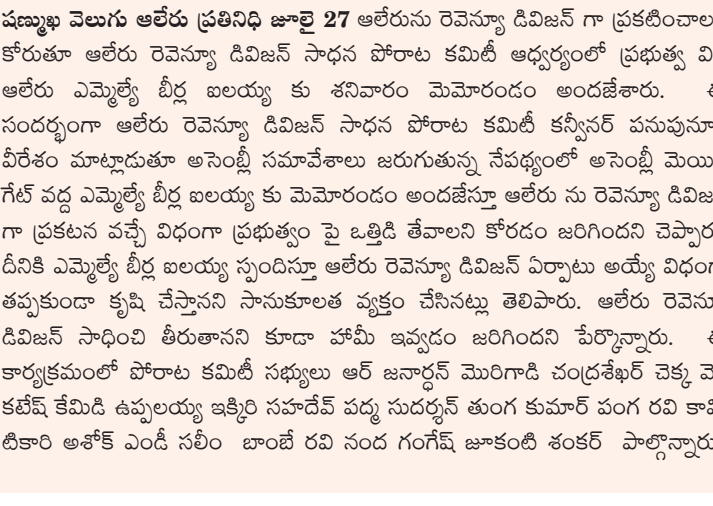 షణ్ముఖ వెలుగు ఆలేరు ప్రతినిధి జూలై 27 ఆలేరును రెవెన్యూ డివిజన్ గా ప్రకటించాల
కోరుతూ ఆలేరు రెవెన్యూ డివిజన్ సాధన పోరాట కమిటీ ఆధ్వర్యంలో ప్రభుత్వ వి
ఆలేరు ఎమ్మెల్యే బీర్ల ఐలయ్య కు శనివారం మెమోరండం అందజేశారు.
సందర్భంగా ఆలేరు రెవెన్యూ డివిజన్ సాధన పోరాట కమిటీ కన్వీనర్ పనుపునూ
వీరేశం మాట్లాడుతూ అసెంబ్లీ సమావేశాలు జరుగుతున్న నేపథ్యంలో అసెంబ్లీ మెయి
గేట్ వద్ద ఎమ్మెల్యే బీర్ల ఐలయ్య కు మెమోరండం అందజేస్తూ ఆలేరు ను రెవెన్యూ డివిజ
గా ప్రకటన వచ్చే విధంగా ప్రభుత్వం పై ఒత్తిడి తేవాలని కోరడం జరిగిందని చెప్పార
దీనికి ఎమ్మెల్యే బీర్ల ఐలయ్య స్పందిస్తూ ఆలేరు రెవెన్యూ డివిజన్ ఏర్పాటు అయ్యే విధంగ
తప్పకుండా కృషి చేస్తానని సానుకూలత వ్యక్తం చేసినట్లు తెలిపారు. ఆలేరు రెవెన్యూ
డివిజన్ సాధించి తీరుతానని కూడా హామీ ఇవ్వడం జరిగిందని పేర్కొన్నారు.
కార్యక్రమంలో పోరాట కమిటీ సభ్యులు ఆర్ జనార్ధన్ మొరిగాడి చంద్రశేఖర్ చెక్క వె
కటేష్ కేమిడి ఉప్పలయ్య ఇక్కిరి సహదేవ్ పద్మ సుదర్శన్ తుంగ కుమార్ పంగ రవి కావ
టికారి అశోక్ ఎండీ సలీం బాంబే రవి నంద గంగేష్ జూకంటి శంకర్ పాల్గొన్నారు